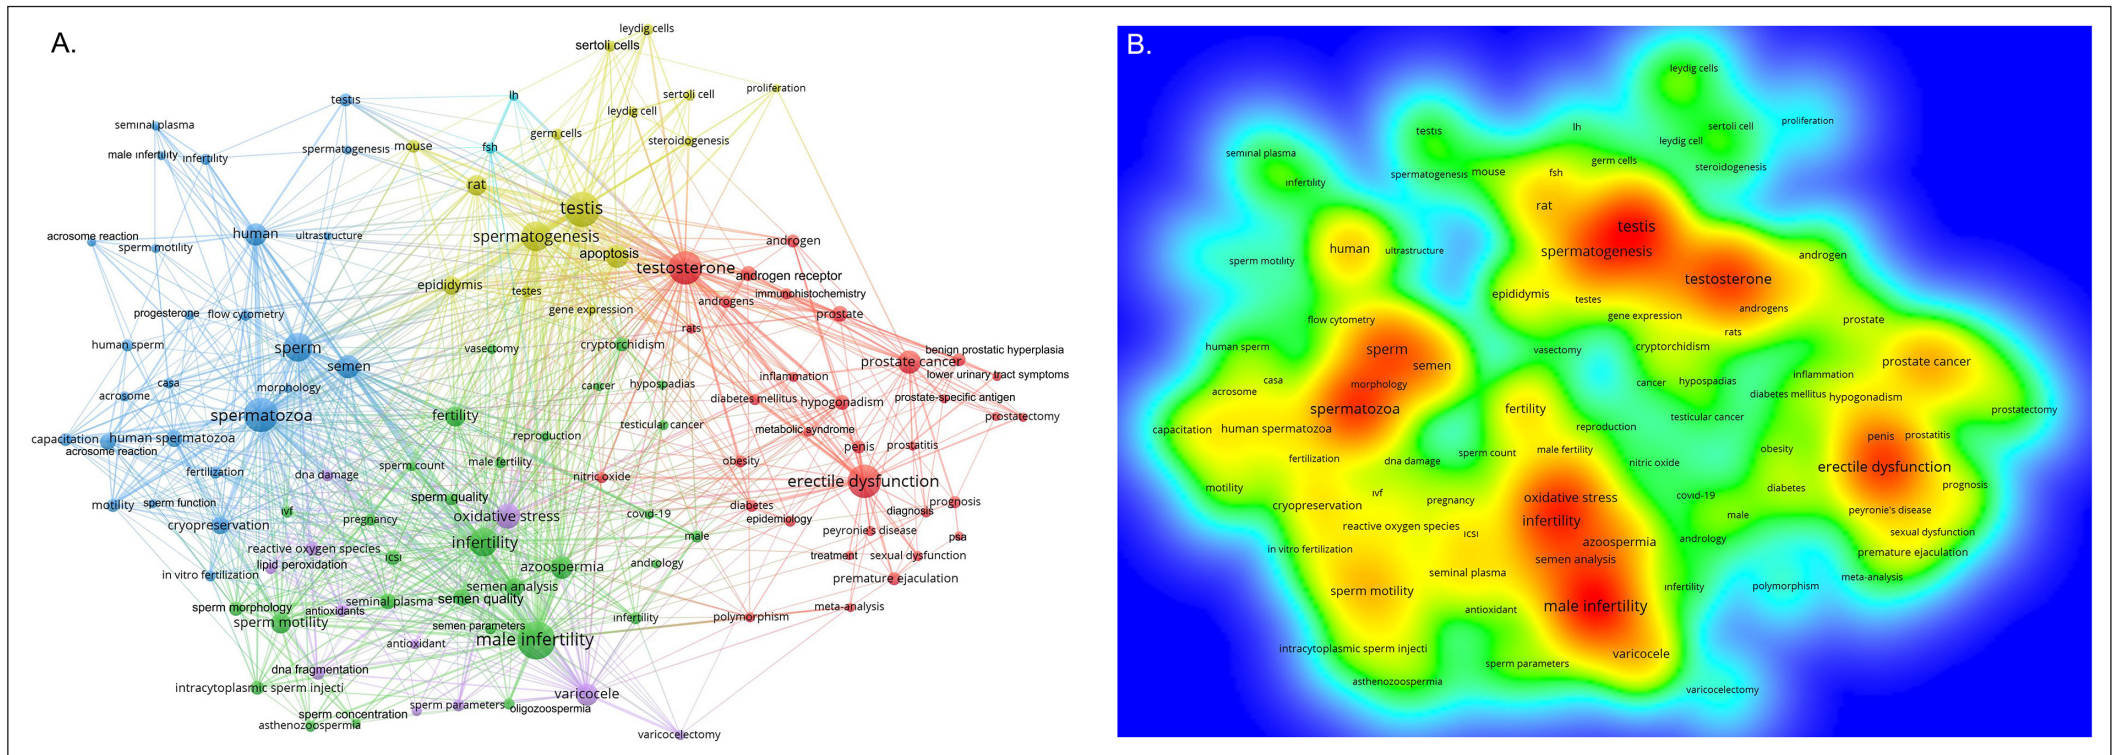 A.
leydig cells
sertoli cells
testis
lh
sertoli cell
proliferation
leydig cell
seminal plasma
germ cells
steroidogenesis
male infertility
infertility
spermatogenesis
mouse
fsh
rat
testis
human
ultrastructure
spermatogenesis
acrosome reaction
sperm motility
apoptosis
androgen
testosterone
androgen receptor
epididymis
testes
immunohistochemistry
androgens
progesterone
flow cytometry
gene expression
prostate
rats
human sperm
sperm
vasectomy
cryptorchidism
benign prostatic hyperplasia
prostate cancer
semen
lower urinary tract symptoms
casa
morphology
cancer
hypospadias
inflammation
acrosome
diabetes mellitus
hypogonadism
prostate-specific antigen
spermatozoa
fertility
testicular cancer
prostatectomy
capacitation
human spermatozoa
reproduction
metabolic syndrome
acrosome reaction
penis
prostatitis
fertilization
dna damage
sperm count
male fertility
nitric oxide
obesity
erectile dysfunction
motility
sperm function
sperm quality
ivf
pregnancy
oxidative stress
covid-19
diabetes
prognosis
diagnosis
epidemiology
cryopreservation
peyronie's disease
psa
reactive oxygen species
icsi
infertility
male
lipid peroxidation
azoospermia
andrology
treatment
sexual dysfunction
in vitro fertilization
semen analysis
premature ejaculation
sperm morphology
antioxidants
seminal plasma
semen quality
meta-analysis
sperm motility
semen parameters
infertility
polymorphism
antioxidant
male infertility
dna fragmentation
intracytoplasmic sperm injecti
varicocele
sperm parameters
oligozoospermia
sperm concentration
asthenozoospermia
varicocelectomy
B.
leydig cells
testis
lh
sertoli cell
proliferation
leydig cell
seminal plasma
germ cells
steroidogenesis
infertility
spermatogenesis
mouse
fsh
rat
testis
human
ultrastructure
spermatogenesis
androgen
sperm motility
testosterone
epididymis
testes
androgens
flow cytometry
gene expression
prostate
rats
human sperm
sperm
vasectomy
cryptorchidism
prostate cancer
semen
casa
morphology
cancer
hypospadias
inflammation
acrosome
diabetes mellitus
hypogonadism
spermatozoa
fertility
testicular cancer
prostatectomy
capacitation
human spermatozoa
reproduction
penis
prostatitis
fertilization
dna damage
sperm count
male fertility
nitric oxide
obesity
erectile dysfunction
motility
ivf
pregnancy
oxidative stress
covid-19
diabetes
prognosis
cryopreservation
infertility
male
peyronie's disease
reactive oxygen species
icsi
azoospermia
andrology
sexual dysfunction
in vitro fertilization
semen analysis
premature ejaculation
seminal plasma
meta-analysis
sperm motility
infertility
polymorphism
antioxidant
male infertility
intracytoplasmic sperm injecti
varicocele
sperm parameters
asthenozoospermia
varicocelectomy